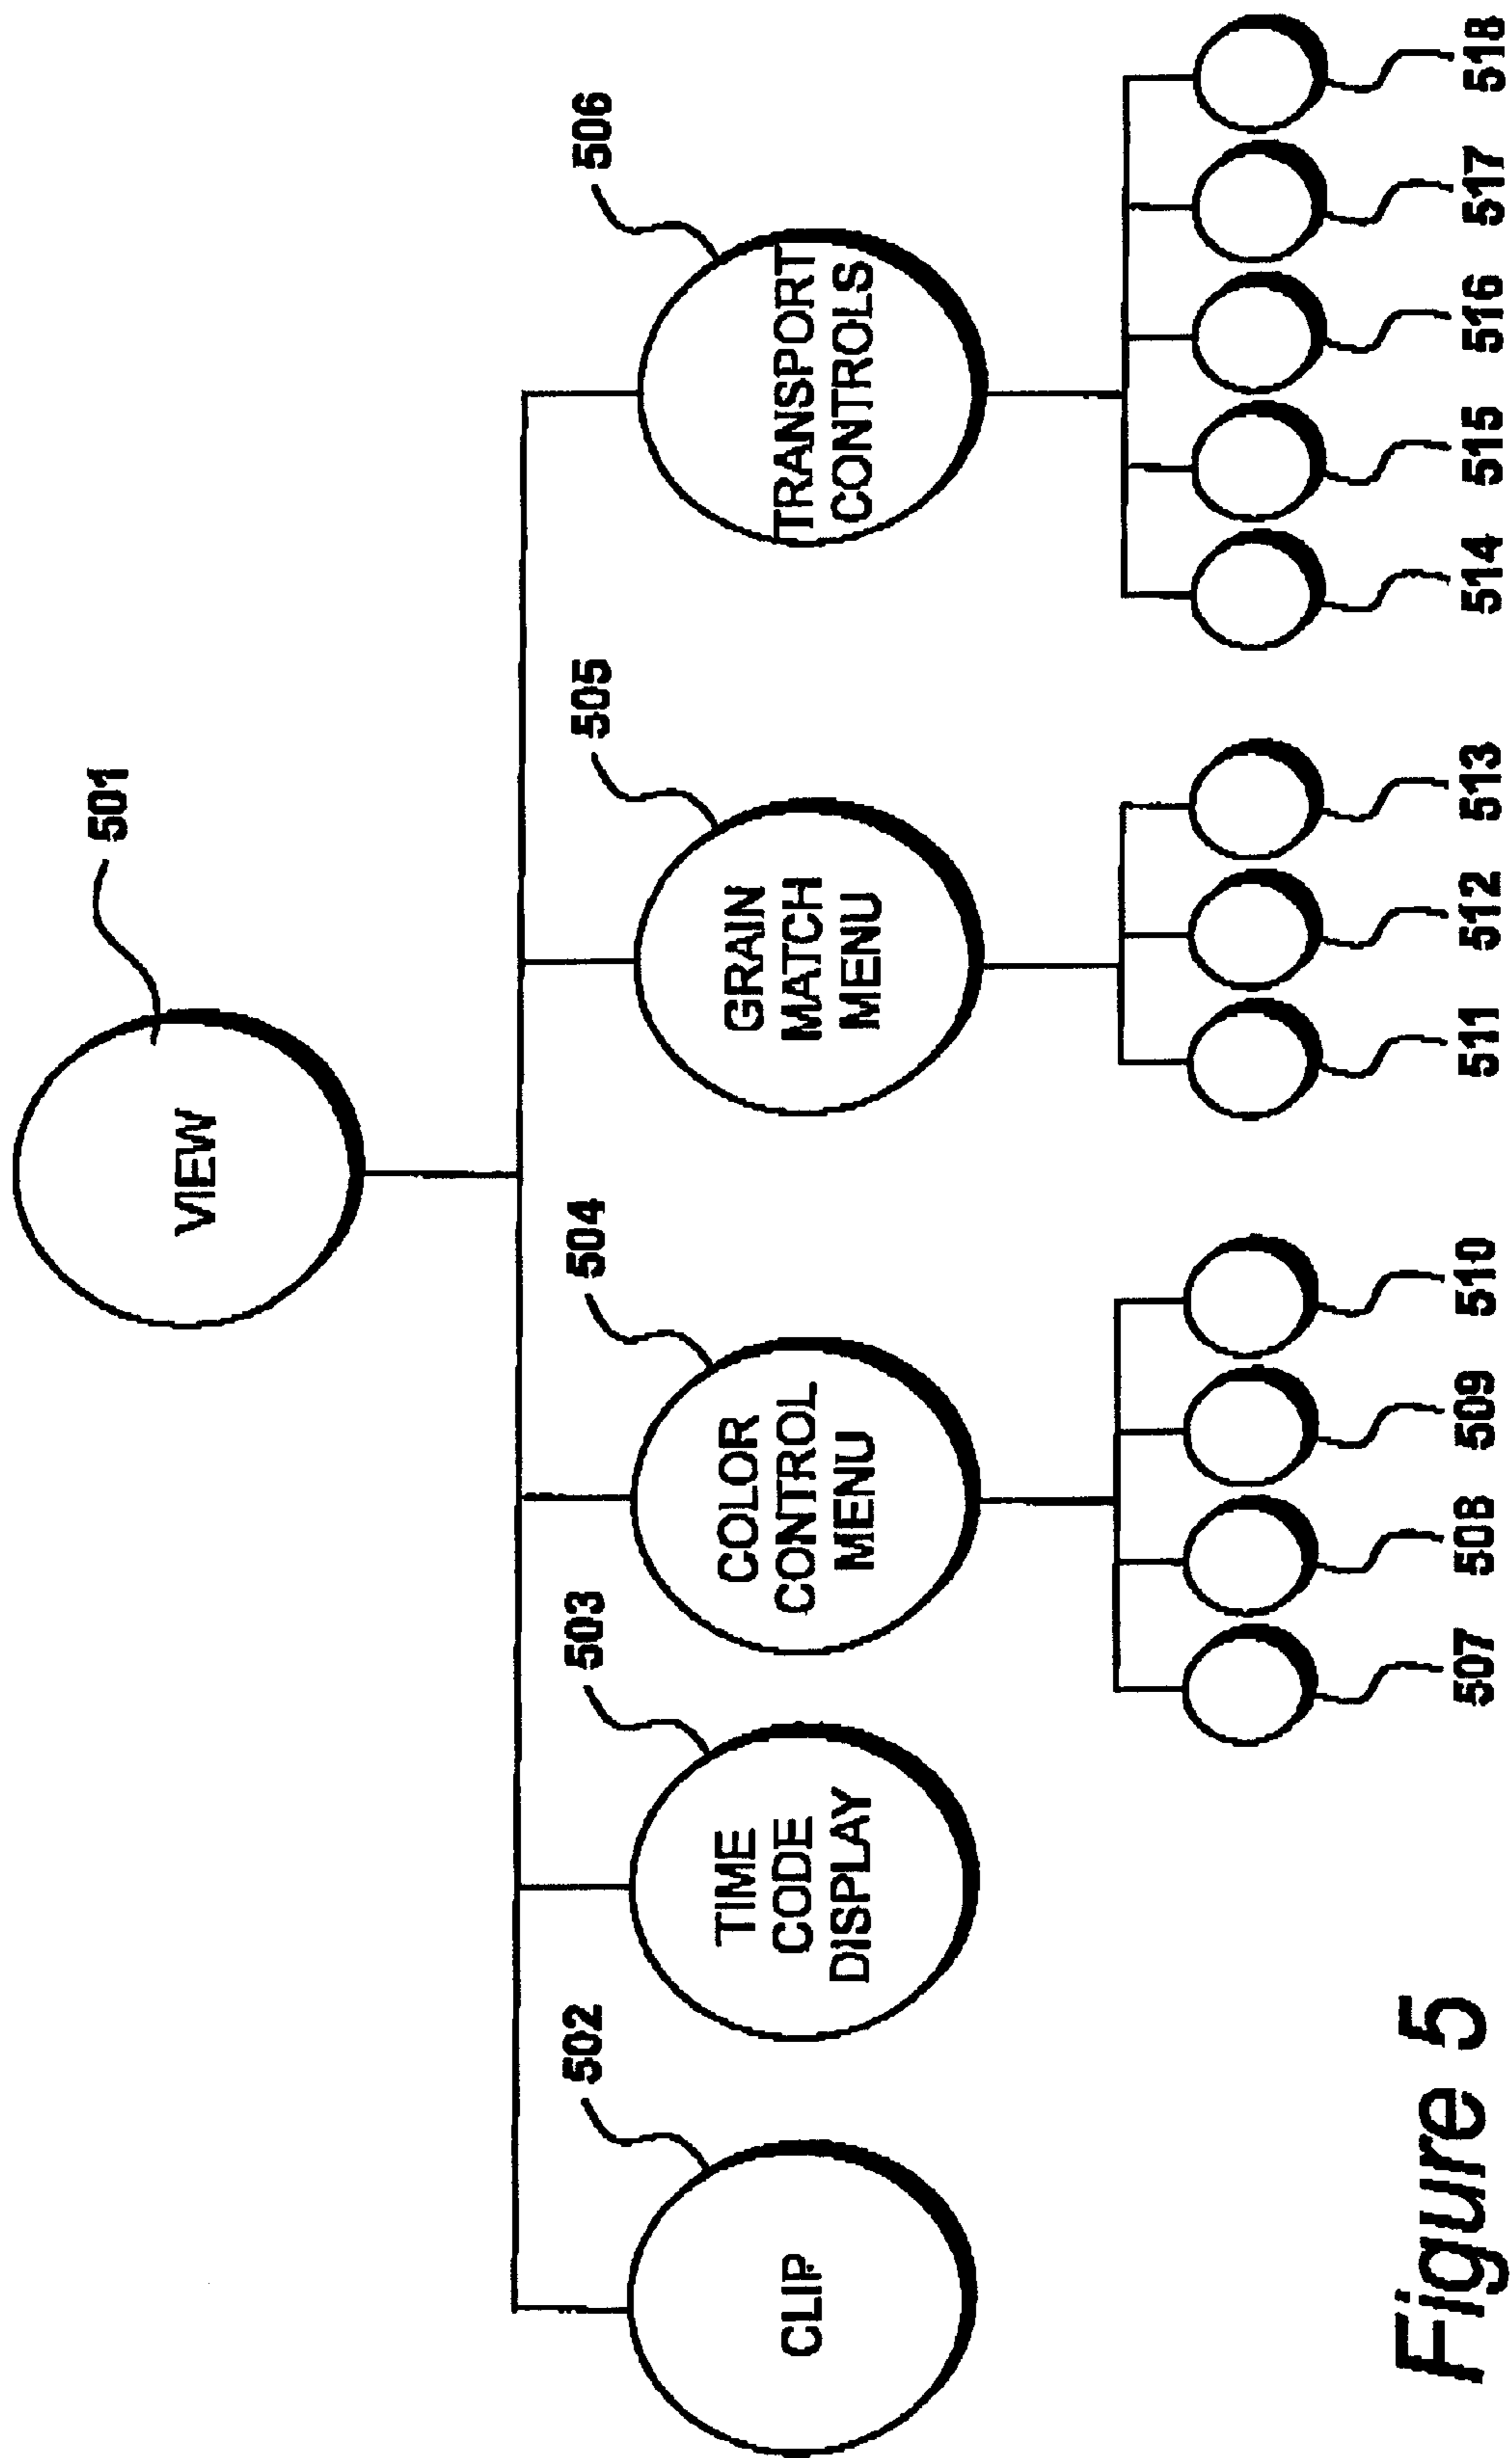 501
VIEW
502
503
504
505
506
CLIP
TIME
CODE
DISPLAY
COLOR
CONTROL
MENU
GRAIN
MATCH
MENU
TRANSPORT
CONTROLS
507
508
509
510
511
512
513
514
515
516
517
518
Figure 5